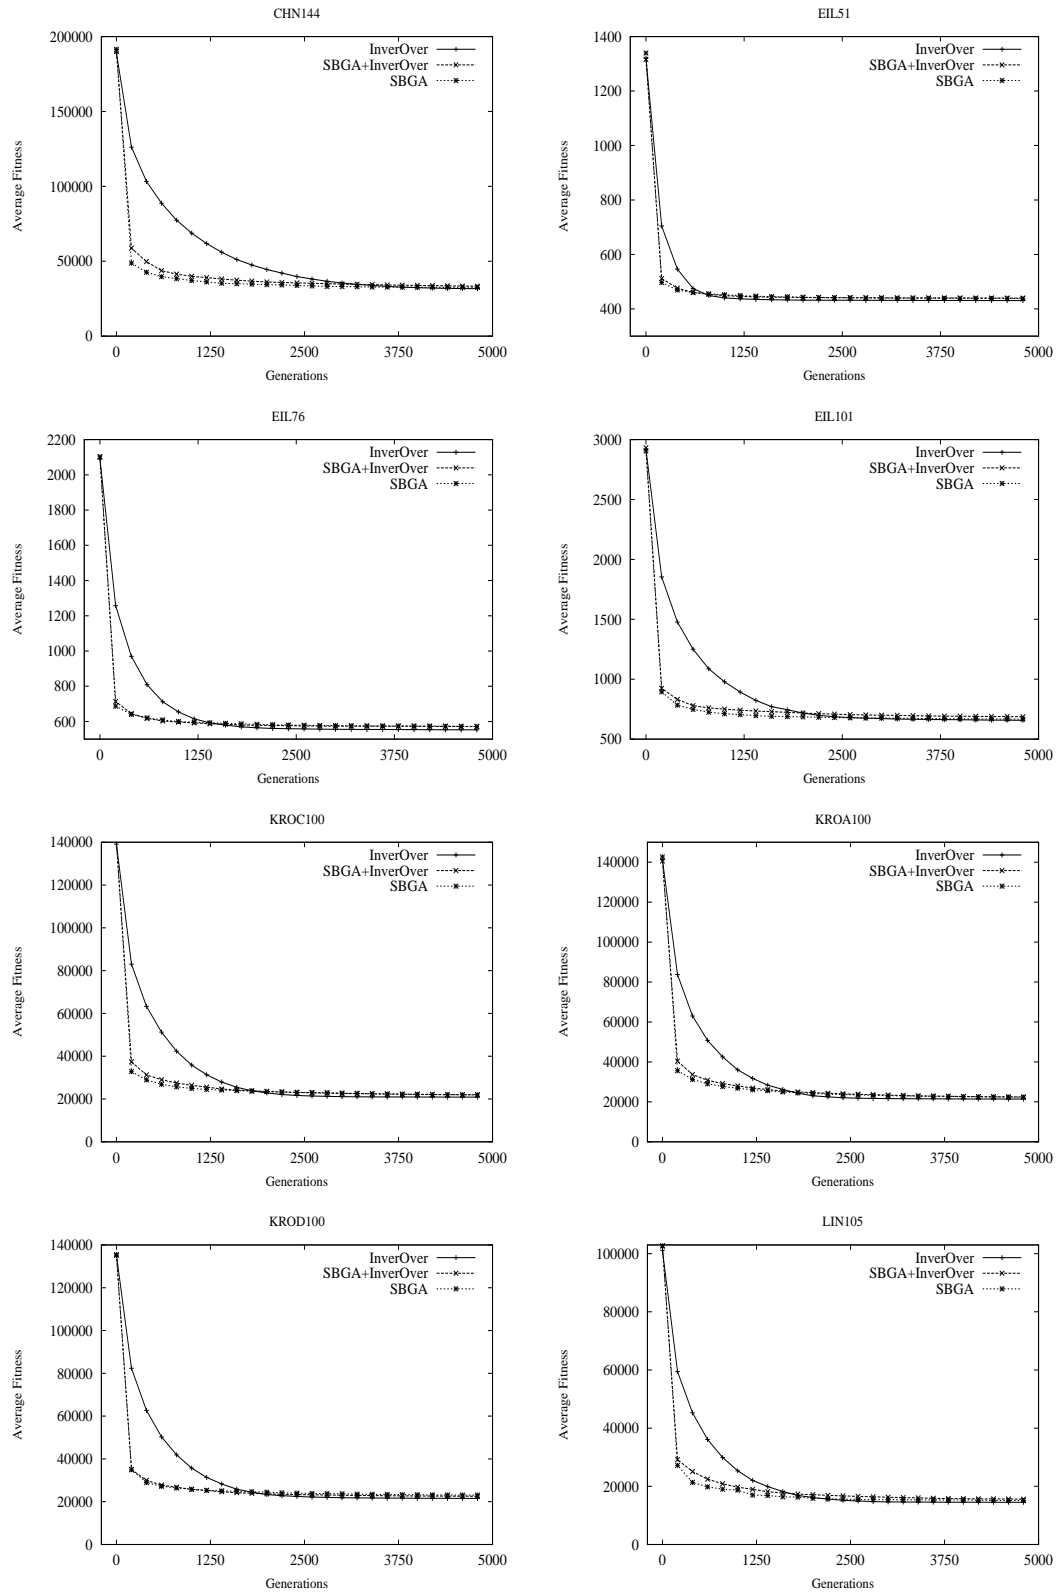 CHN144
200000
150000
100000
50000
0
0 1250 2500 3750 5000
Average Fitness
Generations
InverOver
SBGA+InverOver
SBGA
EIL51
1400
1200
1000
800
600
400
0 1250 2500 3750 5000
Average Fitness
Generations
InverOver
SBGA+InverOver
SBGA
EIL76
2200
2000
1800
1600
1400
1200
1000
800
600
0 1250 2500 3750 5000
Average Fitness
Generations
InverOver
SBGA+InverOver
SBGA
EIL101
3000
2500
2000
1500
1000
500
0 1250 2500 3750 5000
Average Fitness
Generations
InverOver
SBGA+InverOver
SBGA
KROC100
140000
120000
100000
80000
60000
40000
20000
0
0 1250 2500 3750 5000
Average Fitness
Generations
InverOver
SBGA+InverOver
SBGA
KROA100
140000
120000
100000
80000
60000
40000
20000
0
0 1250 2500 3750 5000
Average Fitness
Generations
InverOver
SBGA+InverOver
SBGA
KROD100
140000
120000
100000
80000
60000
40000
20000
0
0 1250 2500 3750 5000
Average Fitness
Generations
InverOver
SBGA+InverOver
SBGA
LIN105
100000
80000
60000
40000
20000
0
0 1250 2500 3750 5000
Average Fitness
Generations
InverOver
SBGA+InverOver
SBGA